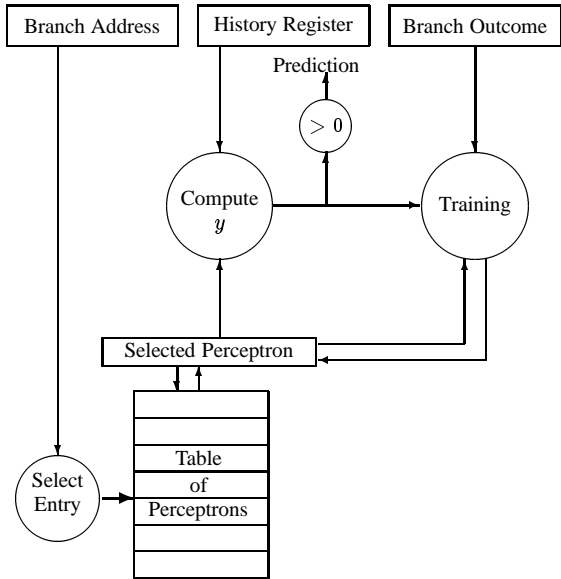 Branch Address
History Register
Branch Outcome
Prediction
> 0
Compute
y
Training
Selected Perceptron
Select
Entry
Table
of
Perceptrons